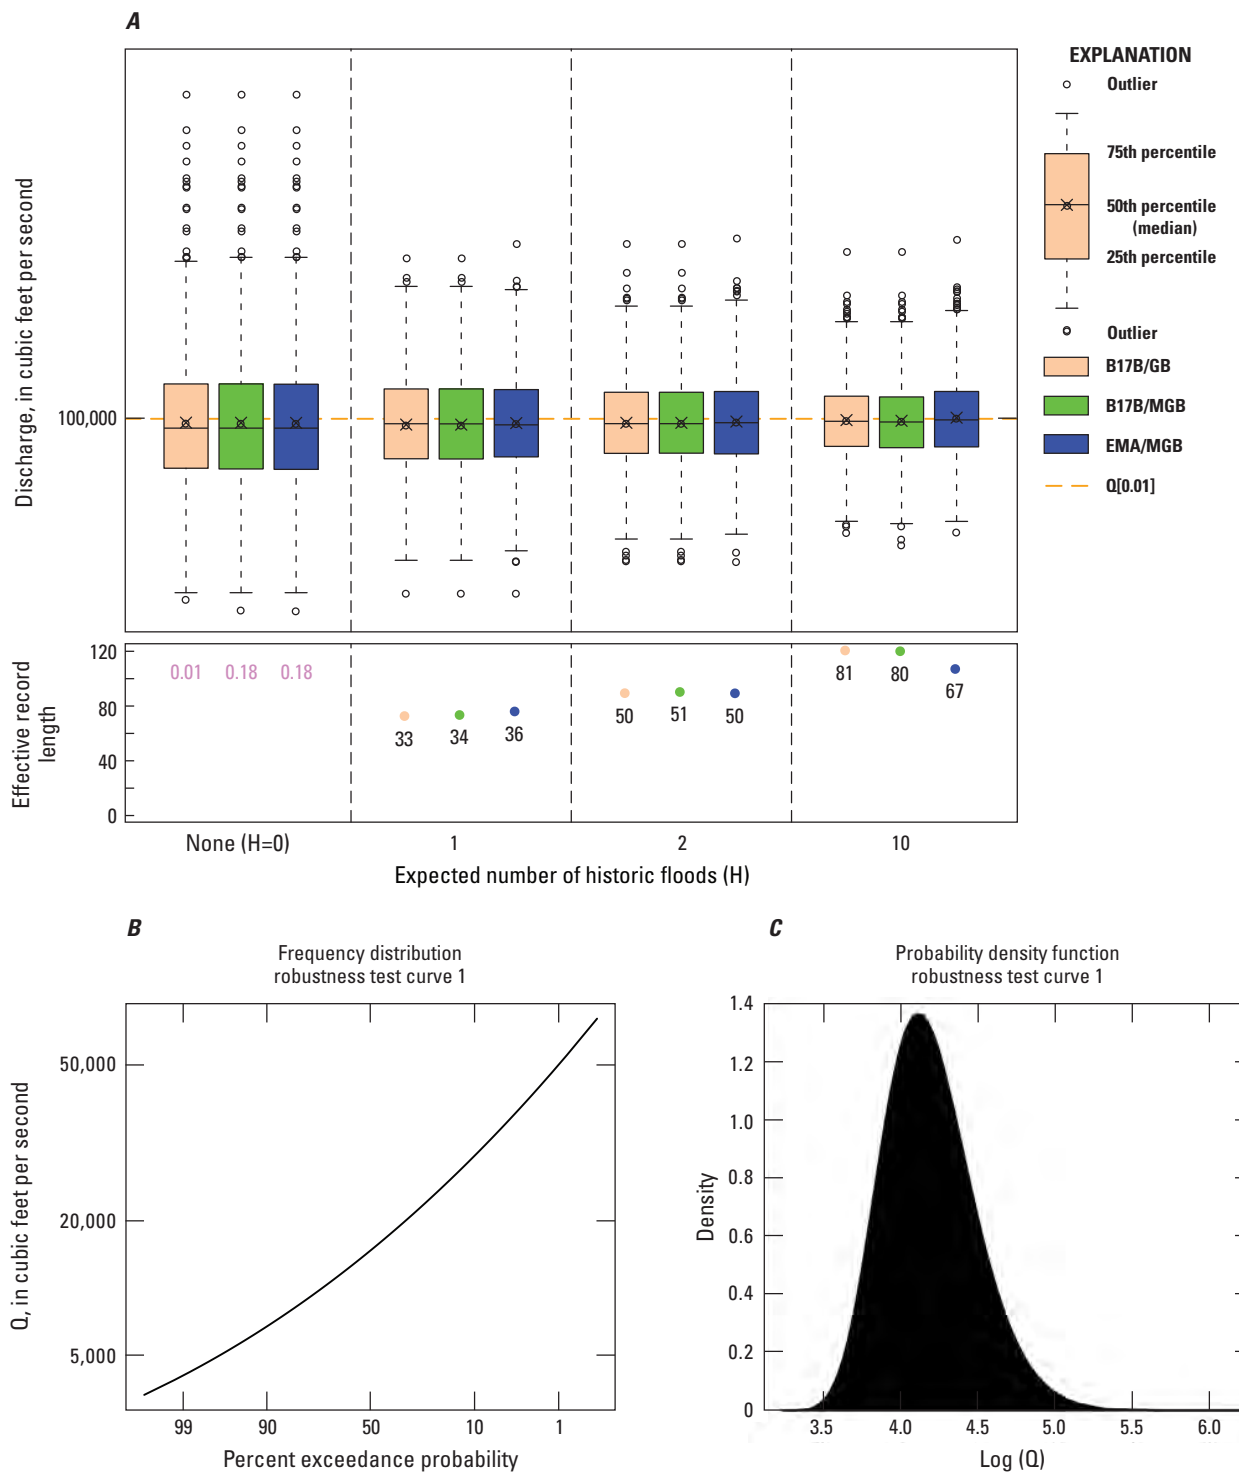 A
EXPLANATION
Outlier
75th percentile
50th percentile
(median)
25th percentile
Outlier
B17B/GB
B17B/MGB
EMA/MGB
Q[0.01]
Discharge, in cubic feet per second
100,000
Effective record
length
120
80
40
0
0.01 0.18 0.18
33 34 36
50 51 50
81 80 67
None (H=0) 1 2 10
Expected number of historic floods (H)
B
Frequency distribution
robustness test curve 1
Q, in cubic feet per second
50,000
20,000
5,000
99 90 50 10 1
Percent exceedance probability
C
Probability density function
robustness test curve 1
Density
1.4
1.2
1.0
0.8
0.6
0.4
0.2
0
3.5 4.0 4.5 5.0 5.5 6.0
Log (Q)